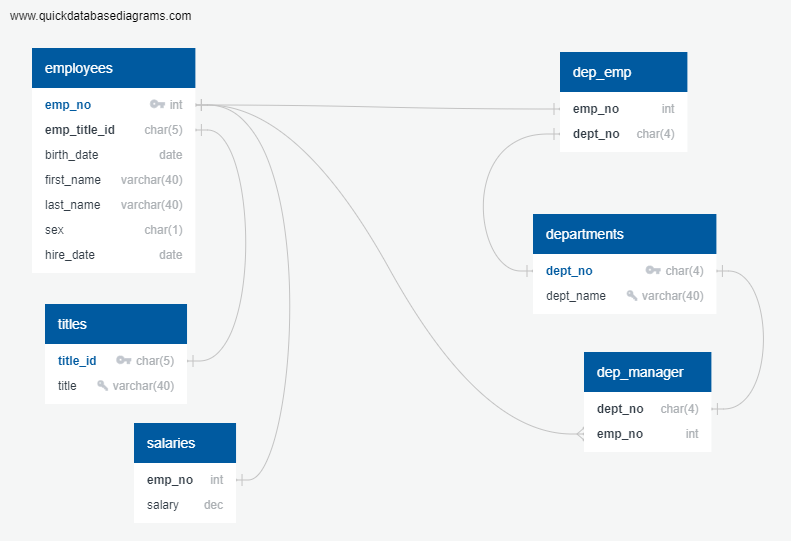 www.quickdatabasediagrams.com
employees
emp_no int
emp_title_id char(5)
birth_date date
first_name varchar(40)
last_name varchar(40)
sex char(1)
hire_date date
titles
title_id char(5)
title varchar(40)
salaries
emp_no int
salary dec
dep_emp
emp_no int
dept_no char(4)
departments
dept_no char(4)
dept_name varchar(40)
dep_manager
dept_no char(4)
emp_no int